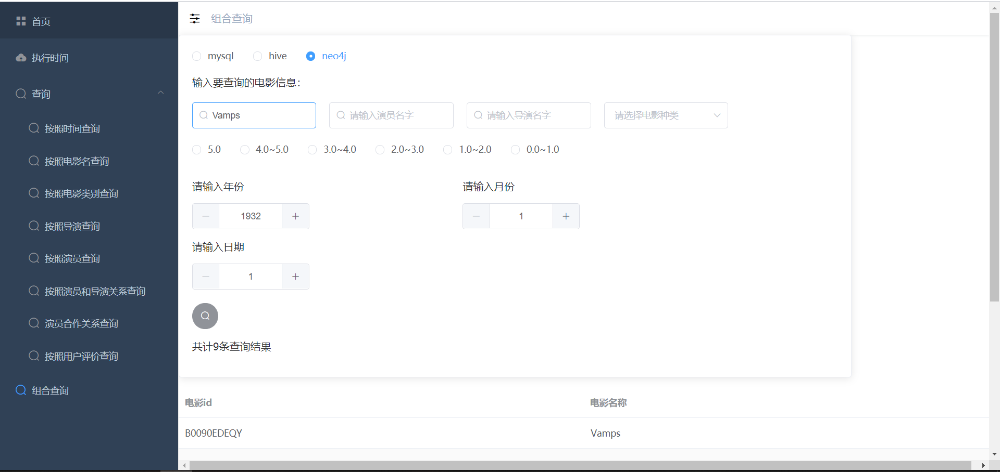 首页
执行时间
查询
按照时间查询
按照电影名查询
按照电影类别查询
按照导演查询
按照演员查询
按照演员和导演关系查询
演员合作关系查询
按照用户评价查询
组合查询
组合查询
mysql hive neo4j
输入要查询的电影信息：
Vamps 请输入演员名字 请输入导演名字 请选择电影种类
5.0 4.0~5.0 3.0~4.0 2.0~3.0 1.0~2.0 0.0~1.0
请输入年份 请输入月份
1932 1
请输入日期
1
共计9条查询结果
电影id 电影名称
B0090EDEQY Vamps